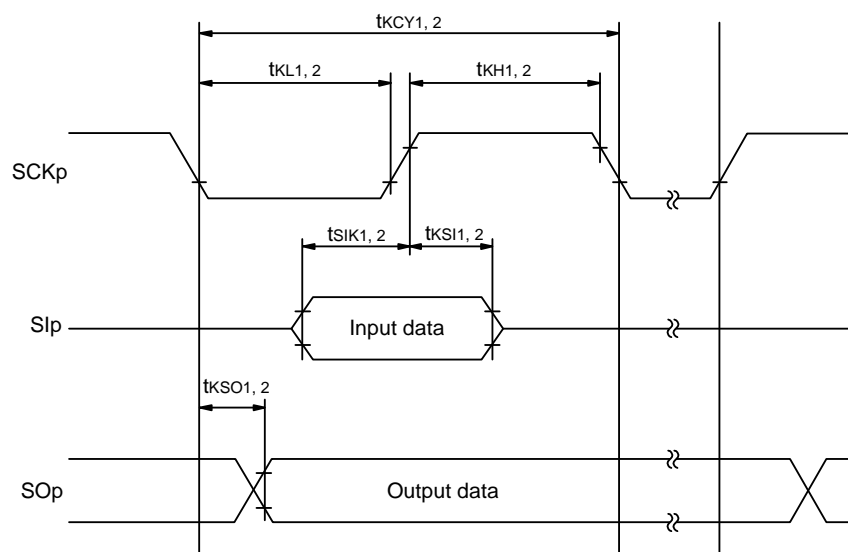 tKCY1, 2
tKL1, 2
tKH1, 2
SCKp
tSIK1, 2
tKSI1, 2
SIp
Input data
tKSO1, 2
SOp
Output data